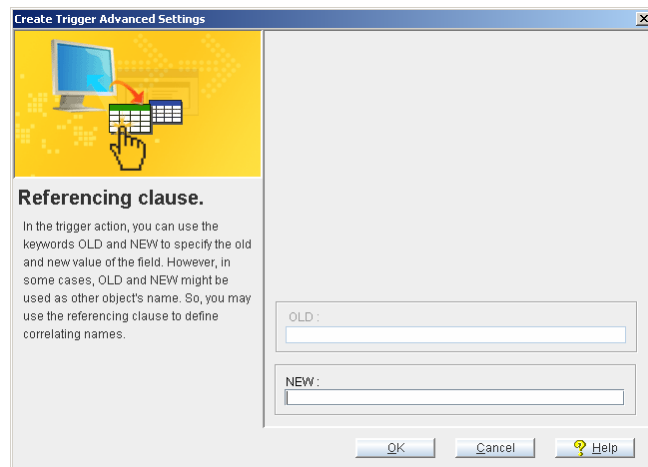 Create Trigger Advanced Settings
Referencing clause.
In the trigger action, you can use the
keywords OLD and NEW to specify the old
and new value of the field. However, in
some cases, OLD and NEW might be
used as other object's name. So, you may
use the referencing clause to define
correlating names.
OLD :
NEW :
OK Cancel Help